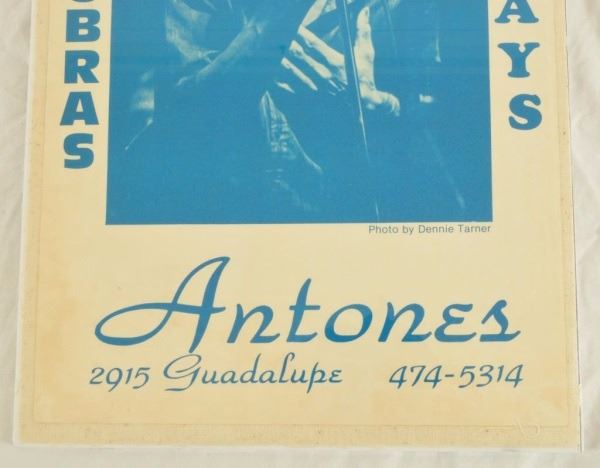 OBRAS
AYS
Photo by Dennie Tarner
Antones
2915 Guadalupe 474-5314